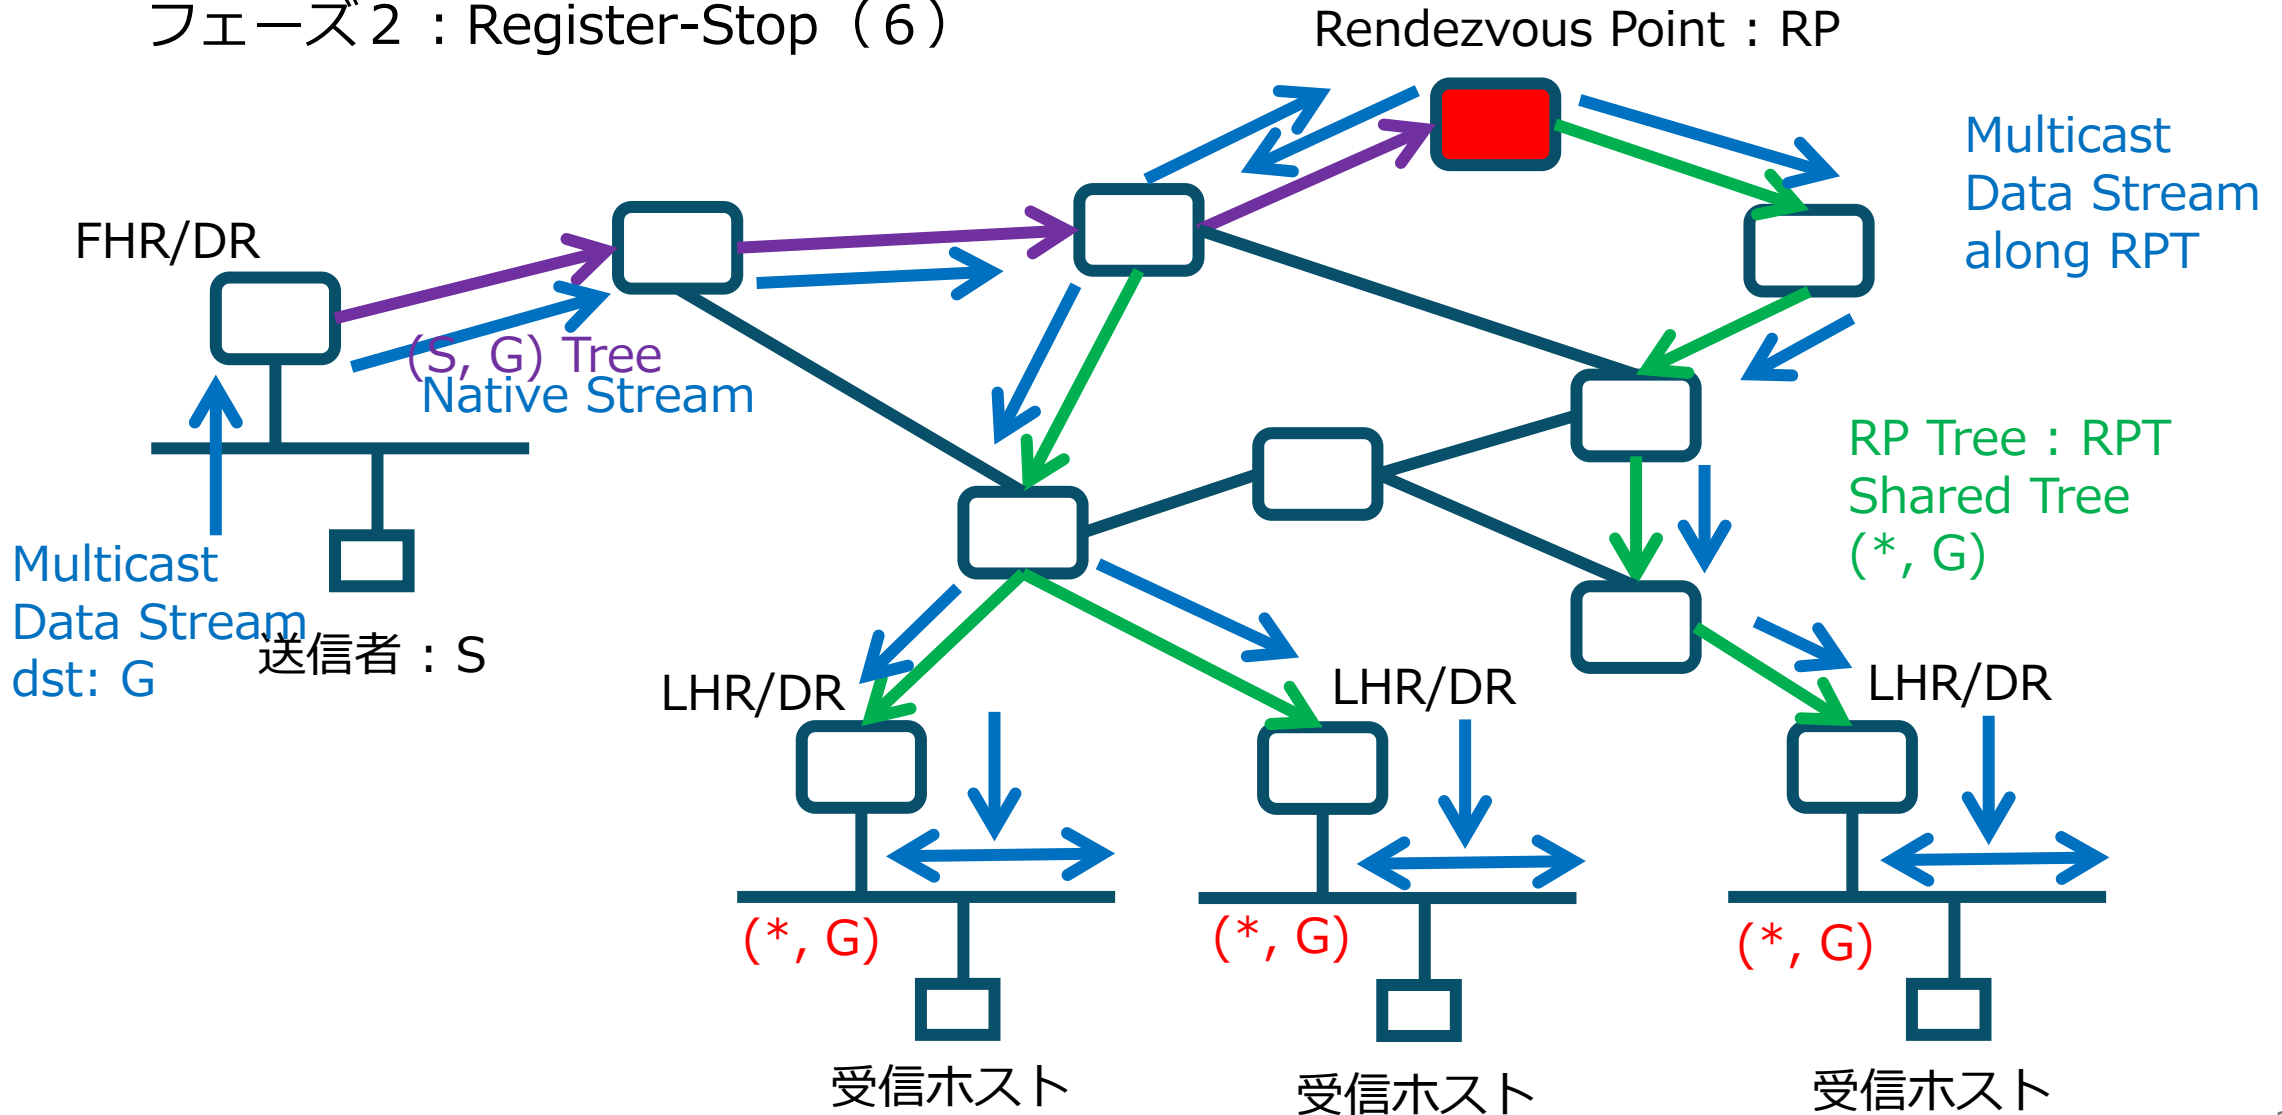 フェーズ2：Register-Stop（6）
Rendezvous Point : RP
Multicast
Data Stream
along RPT
FHR/DR
(S, G) Tree
Native Stream
RP Tree : RPT
Shared Tree
(*, G)
Multicast
Data Stream
dst: G
送信者：S
LHR/DR
LHR/DR
LHR/DR
(*, G)
(*, G)
(*, G)
受信ホスト
受信ホスト
受信ホスト